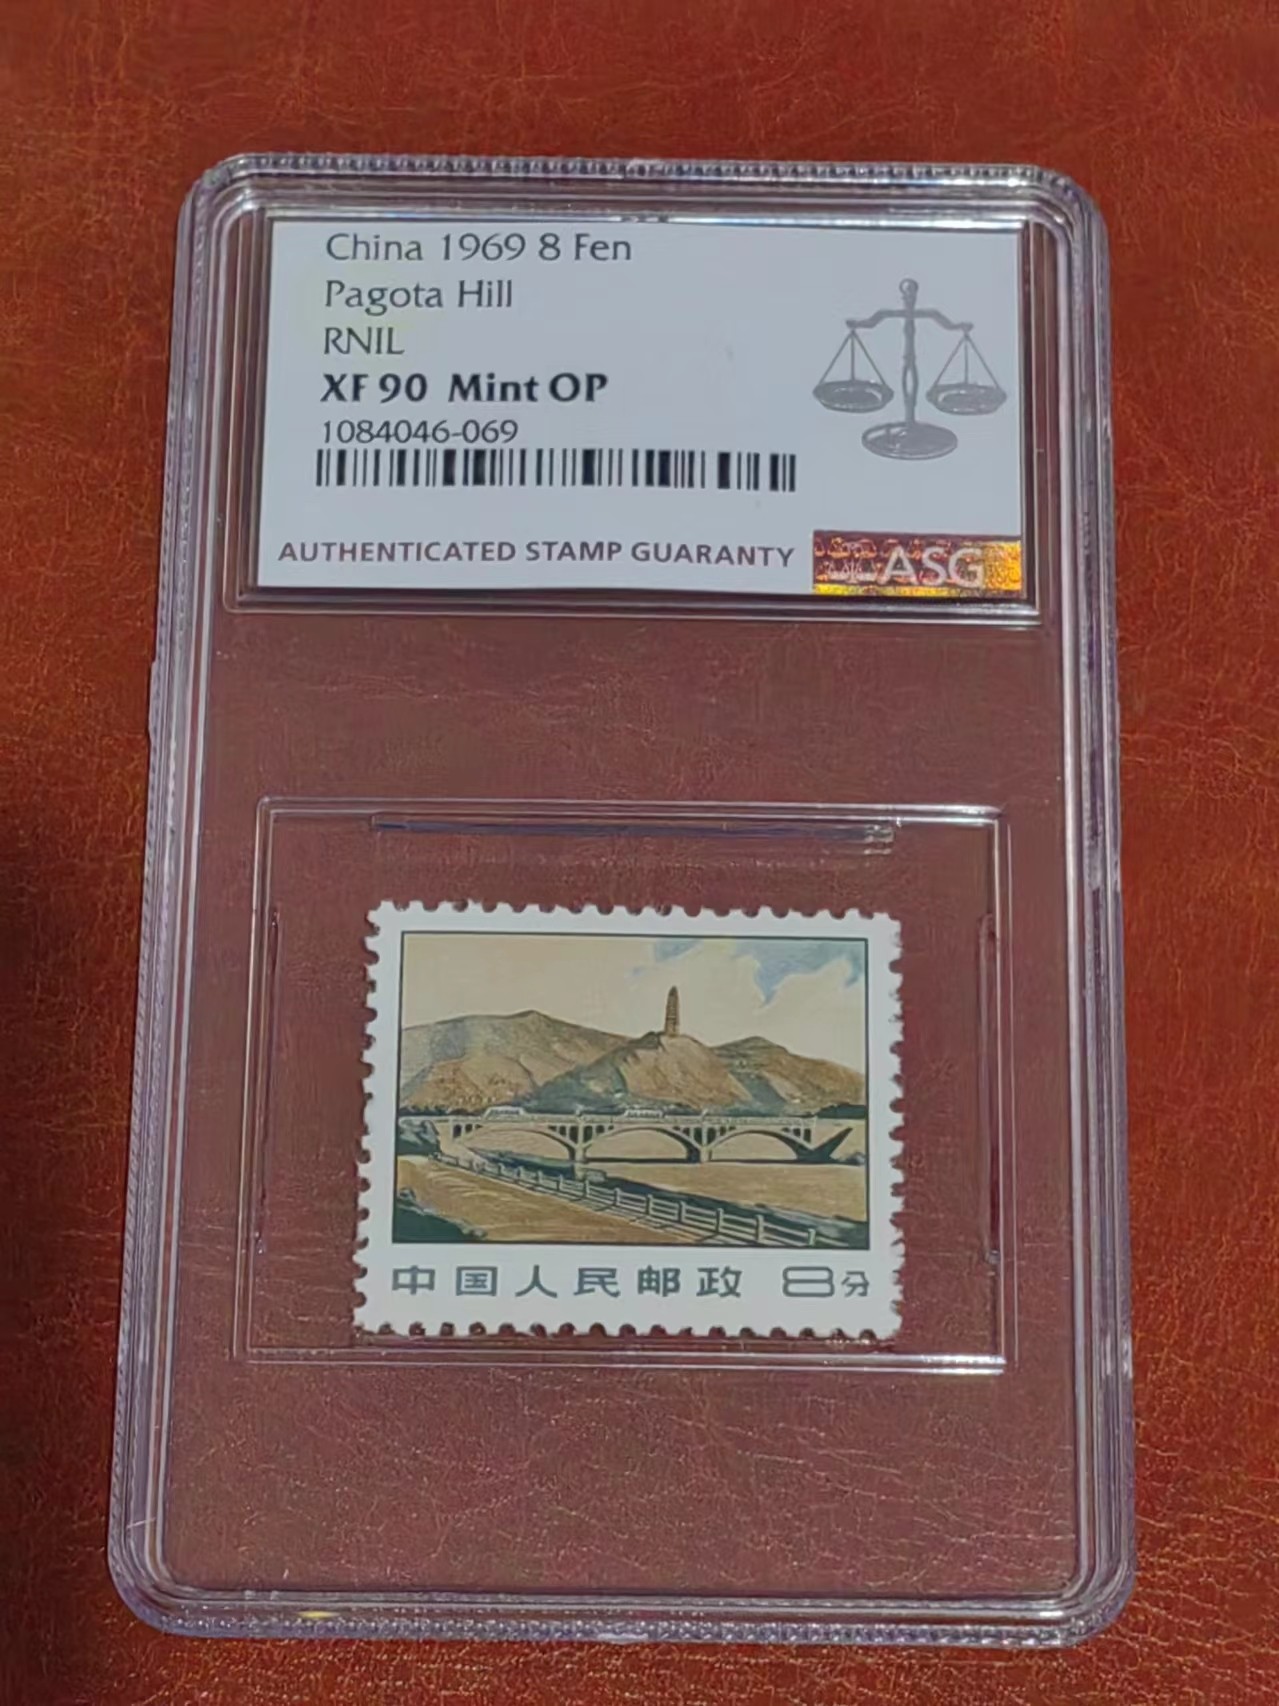 China 1969 8 Fen
Pagota Hill
RNIL
XF 90 Mint OP
1084046-069
AUTHENTICATED STAMP GUARANTY
ASG
中国人民邮政 8分